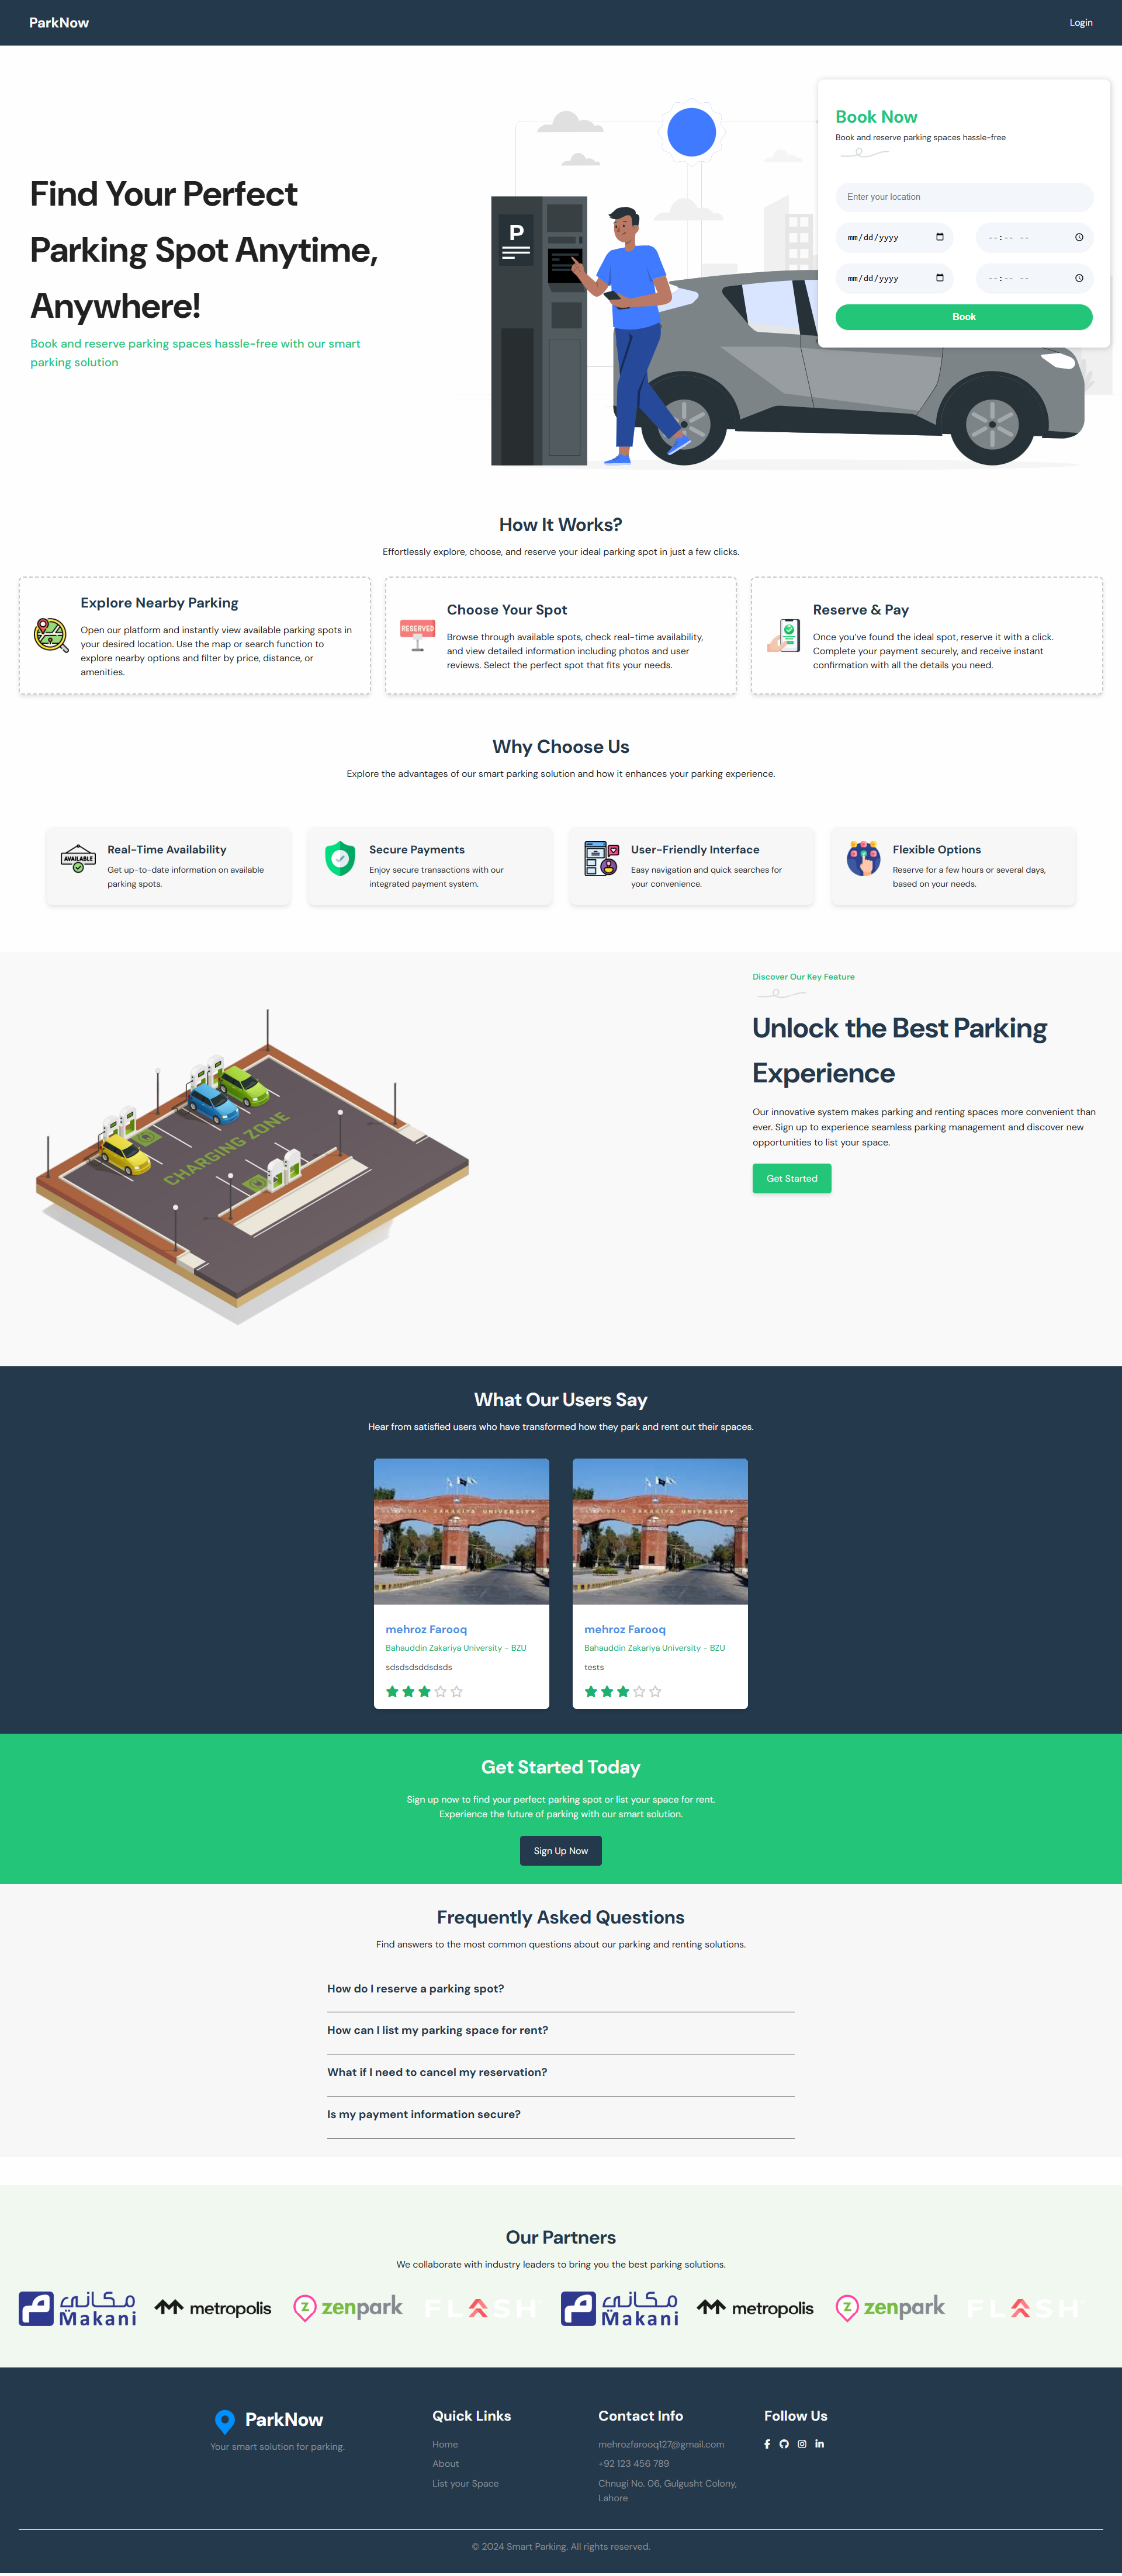 ParkNow
Login
Find Your Perfect
Parking Spot Anytime,
Anywhere!
Book and reserve parking spaces hassle-free with our smart
parking solution
P
Book Now
Book and reserve parking spaces hassle-free
Enter your location
mm/dd/yyyy
--:-- --
mm/dd/yyyy
--:-- --
Book
How It Works?
Effortlessly explore, choose, and reserve your ideal parking spot in just a few clicks.
Explore Nearby Parking
Open our platform and instantly view available parking spots in
your desired location. Use the map or search function to
explore nearby options and filter by price, distance, or
amenities.
RESERVED
Choose Your Spot
Browse through available spots, check real-time availability,
and view detailed information including photos and user
reviews. Select the perfect spot that fits your needs.
Reserve & Pay
Once you've found the ideal spot, reserve it with a click.
Complete your payment securely, and receive instant
confirmation with all the details you need.
Why Choose Us
Explore the advantages of our smart parking solution and how it enhances your parking experience.
AVAILABLE
Real-Time Availability
Get up-to-date information on available
parking spots.
Secure Payments
Enjoy secure transactions with our
integrated payment system.
User-Friendly Interface
Easy navigation and quick searches for
your convenience.
Flexible Options
Reserve for a few hours or several days,
based on your needs.
CHARGING ZONE
Discover Our Key Feature
Unlock the Best Parking
Experience
Our innovative system makes parking and renting spaces more convenient than
ever. Sign up to experience seamless parking management and discover new
opportunities to list your space.
Get Started
What Our Users Say
Hear from satisfied users who have transformed how they park and rent out their spaces.
ZAKARIYA UNIVERSITY
mehroz Farooq
Bahauddin Zakariya University - BZU
sdsdsdsddsdsds
ZAKARIYA UNIVERSITY
mehroz Farooq
Bahauddin Zakariya University - BZU
tests
Get Started Today
Sign up now to find your perfect parking spot or list your space for rent.
Experience the future of parking with our smart solution.
Sign Up Now
Frequently Asked Questions
Find answers to the most common questions about our parking and renting solutions.
How do I reserve a parking spot?
How can I list my parking space for rent?
What if I need to cancel my reservation?
Is my payment information secure?
Our Partners
We collaborate with industry leaders to bring you the best parking solutions.
مكاني
Makani
metropolis
zenpark
FLASH
مكاني
Makani
metropolis
zenpark
FLASH
ParkNow
Your smart solution for parking.
Quick Links
Home
About
List your Space
Contact Info
mehrozfarooq127@gmail.com
+92 123 456 789
Chnugi No. 06, Gulgusht Colony,
Lahore
Follow Us
© 2024 Smart Parking. All rights reserved.